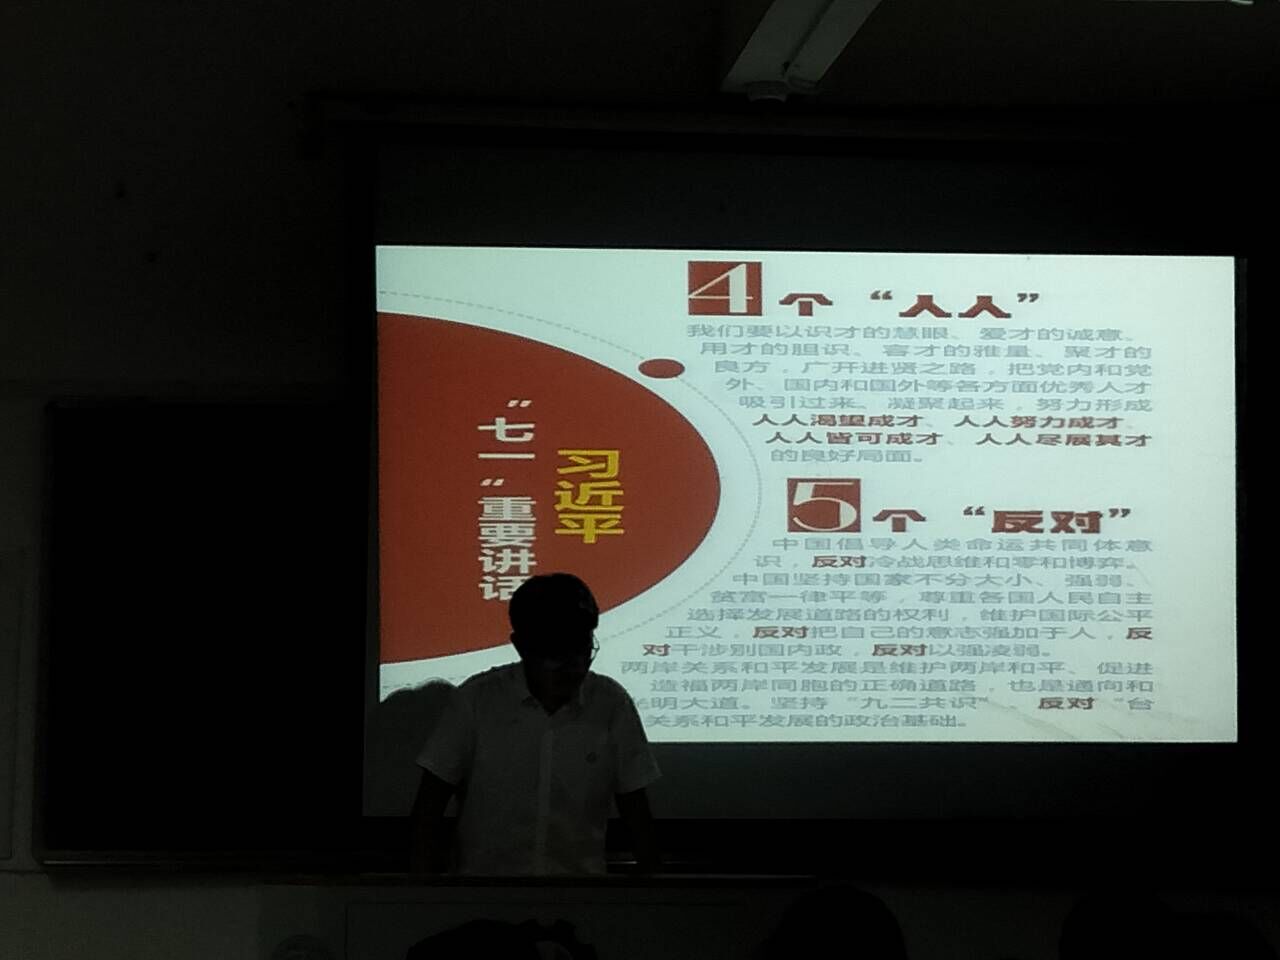 习近平
“七一”重要讲话
4个“人人”
我们要以识才的慧眼、爱才的诚意、
用才的胆识、容才的雅量、聚才的
良方，广开进贤之路，把党内和党
外、国内和国外等各方面优秀人才
吸引过来、凝聚起来，努力形成
人人渴望成才、人人努力成才、
人人皆可成才、人人尽展其才
的良好局面。
5个“反对”
中国倡导人类命运共同体意
识，反对冷战思维和零和博弈。
中国坚持国家不分大小、强弱、
贫富一律平等，尊重各国人民自主
选择发展道路的权利，维护国际公平
正义，反对把自己的意志强加于人，反
对干涉别国内政，反对以强凌弱。
两岸关系和平发展是维护两岸和平、促进
造福两岸同胞的正确道路，也是通向和
明大道。坚持“九二共识” 反对“台
关系和平发展的政治基础。